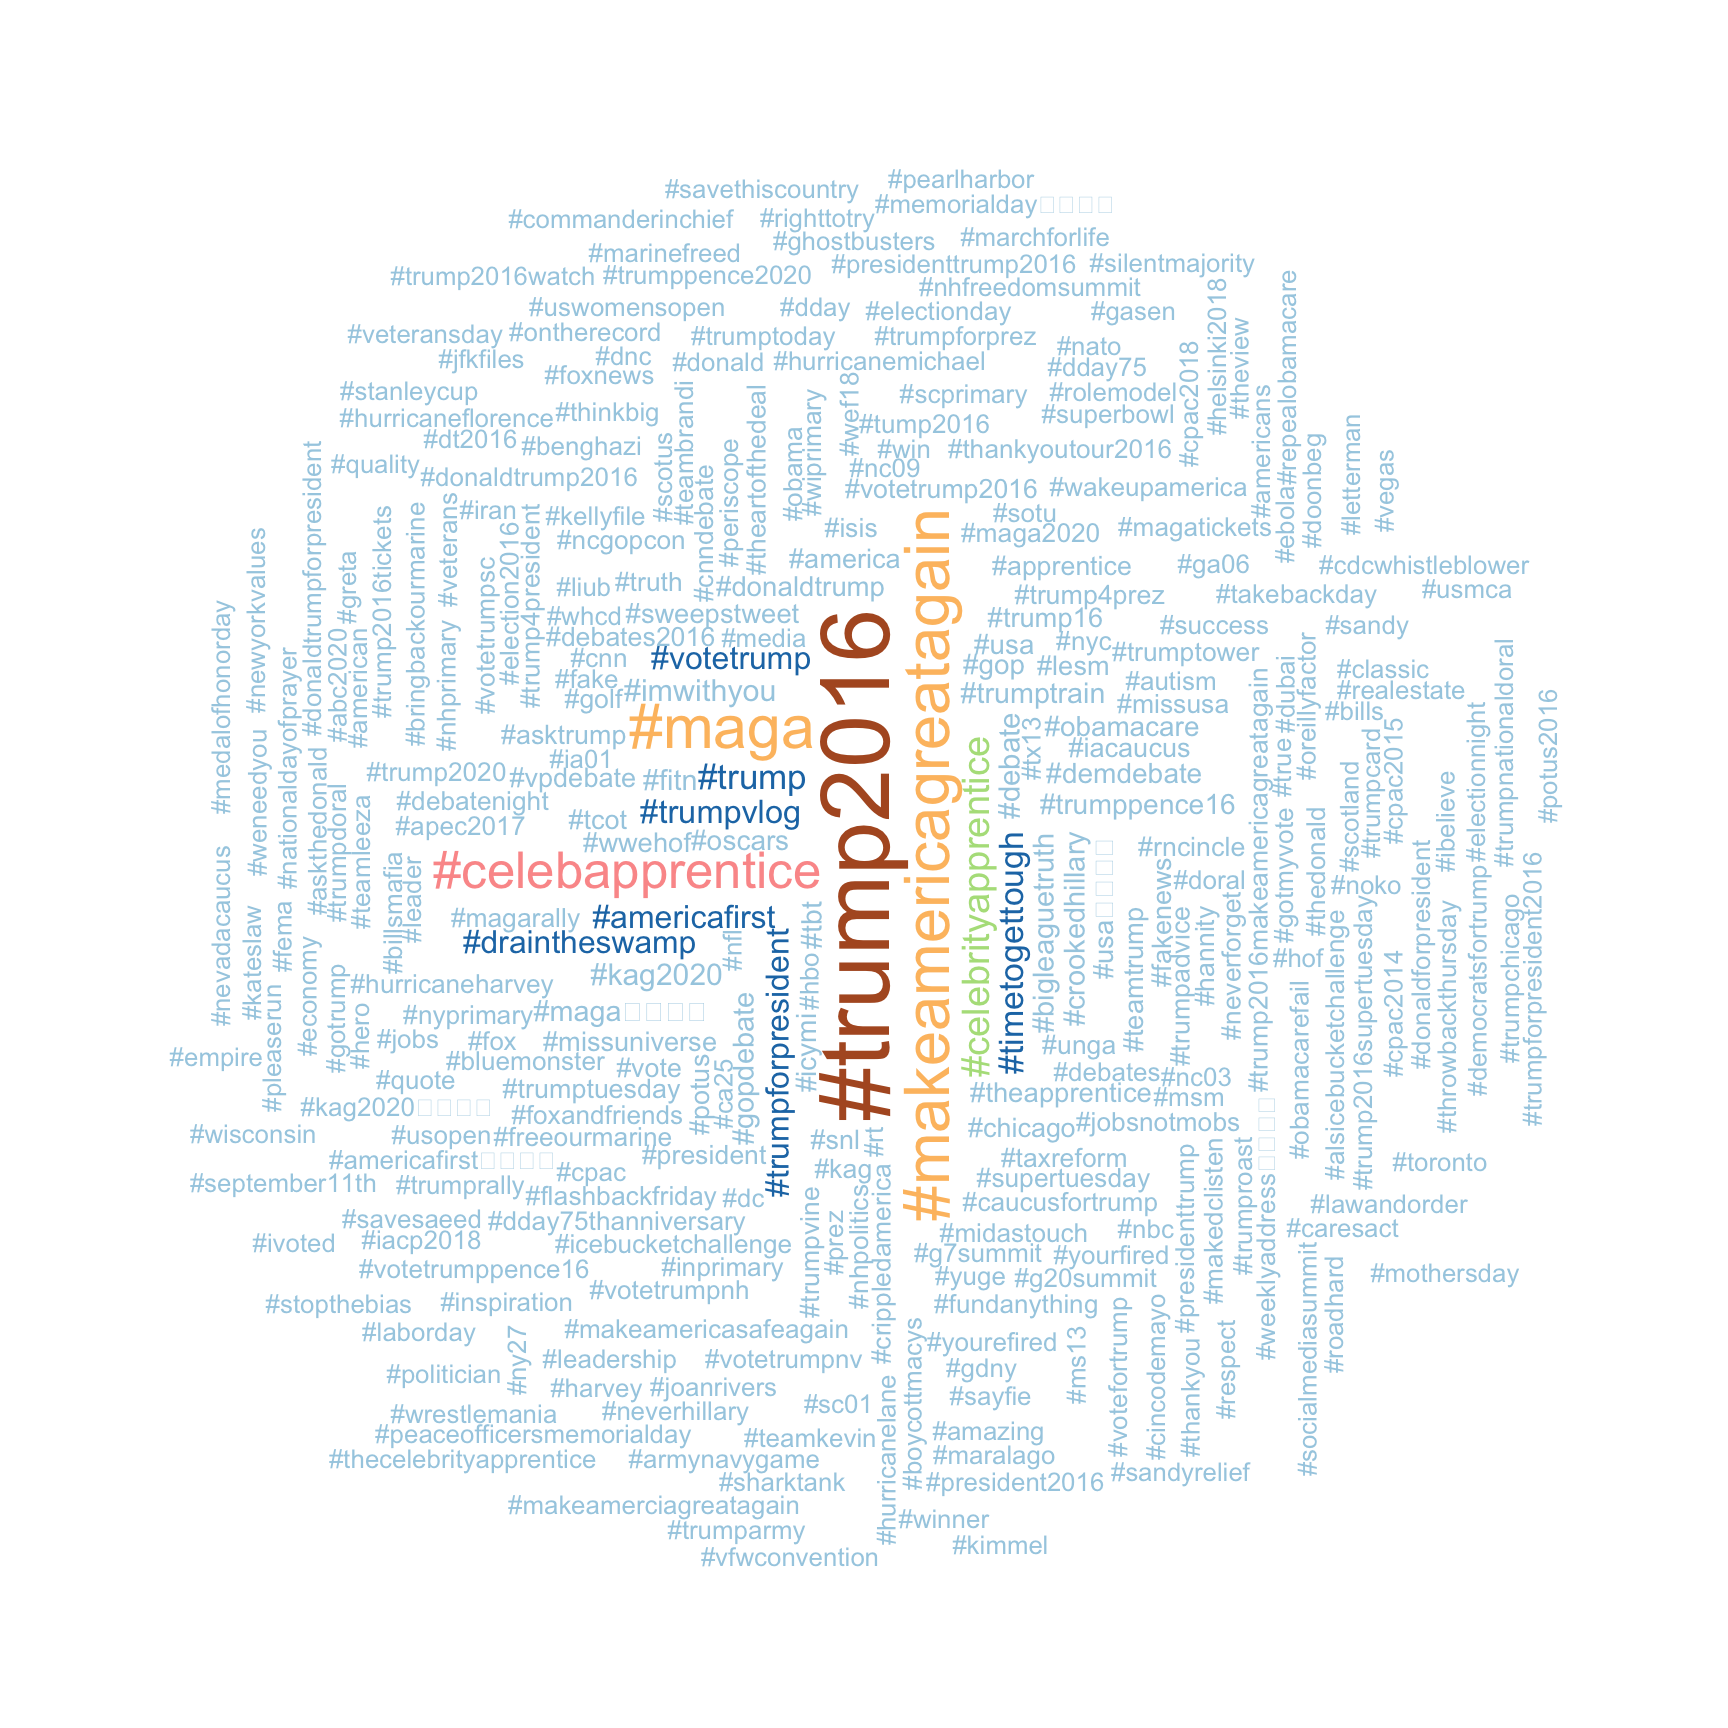 #pearlharbor
#savethiscountry
#memorialday□□□□
#commanderinchief
#righttotry
#ghostbusters
#marchforlife
#marinefreed
#presidenttrump2016
#silentmajority
#trump2016watch
#trumppence2020
#nhfreedomsummit
#uswomensopen
#dday
#electionday
#gasen
#helsinki2018
#repealobamacare
#veteransday
#ontherecord
#trumptoday
#trumpforprez
#nato
#theview
#jfkfiles
#dnc
#donald
#hurricanemichael
#dday75
#cpac2018
#foxnews
#stanleycup
#scprimary
#rolemodel
#hurricaneflorence
#thinkbig
#teambrandi
#theartofthedeal
#wiprimary
#wef18
#tump2016
#superbowl
#dt2016
#benghazi
#scotus
#periscope
#obama
#win
#thankyoutour2016
#americans
#ebola
#doonbeg
#letterman
#vegas
#quality
#donaldtrump2016
#cnndebate
#nc09
#votetrump2016
#wakeupamerica
#donaldtrumpforpresident
#trump2016tickets
#bringbackourmarine
#veterans
#iran
#election2016
#trump4president
#kellyfile
#isis
#sotu
#maga2020
#magatickets
#newyorkvalues
#greta
#votetrumpsc
#ncgopcon
#america
#apprentice
#ga06
#cdcwhistleblower
#liub
#truth
#donaldtrump
#trump4prez
#takebackday
#usmca
#medalofhonorday
#nationaldayofprayer
#abc2020
#american
#nhprimary
#whcd
#sweepstweet
#trump16
#success
#sandy
#debates2016
#media
#usa
#nyc
#trumptower
#cnn
#votetrump
#gop
#lesm
#autism
#dubai
#oreillyfactor
#classic
#fake
#golf
#imwithyou
#trumptrain
#missusa
#realestate
#bills
#trumpnationaldoral
#potus2016
#asktrump
#maga
#trump2016
#makeamericagreatagain
#debate
#tx13
#obamacare
#trump2016makeamericagreatagain
#true
#trumpcard
#cpac2015
#electionnight
#ia01
#iacaucus
#trump2020
#vpdebate
#fitn
#trump
#celebrityapprentice
#demdebate
#weneedyou
#askthedonald
#trumpdoral
#teamleeza
#debatenight
#trumpvlog
#trumppence16
#scotland
#ibelieve
#apec2017
#tcot
#wwehof
#oscars
#timetogettough
#bigleaguetruth
#crookedhillary
#usa□□□□
#rncincle
#gotmyvote
#thedonald
#nevadacaucus
#billsmafia
#leader
#celebapprentice
#fakenews
#doral
#noko
#kateslaw
#fema
#economy
#magarally
#americafirst
#tbt
#teamtrump
#trumpadvice
#hannity
#neverforget
#trump2016supertuesday
#donaldforpresident
#democratsfortrump
#trumpchicago
#trumpforpresident2016
#draintheswamp
#nfl
#trumpforpresident
#hbo
#hof
#alsicebucketchallenge
#throwbackthursday
#pleaserun
#gotrump
#hero
#hurricaneharvey
#kag2020
#nyprimary
#maga□□□□
#gopdebate
#icymi
#obamacarefail
#cpac2014
#empire
#jobs
#fox
#missuniverse
#unga
#bluemonster
#vote
#potus
#ca25
#debates
#nc03
#quote
#trumptuesday
#theapprentice
#msm
#kag2020□□□□
#foxandfriends
#chicago
#jobsnotmobs
#wisconsin
#usopen
#freeourmarine
#snl
#rt
#americafirst□□□□
#cpac
#president
#kag
#taxreform
#toronto
#september11th
#trumprally
#flashbackfriday
#dc
#supertuesday
#presidenttrump
#makedclisten
#trumproast
#weeklyaddress□□□□
#savesaeed
#dday75thanniversary
#trumpvine
#prez
#nhpolitics
#crippledamerica
#caucusfortrump
#lawandorder
#ivoted
#iacp2018
#icebucketchallenge
#midastouch
#nbc
#caresact
#votetrumppence16
#inprimary
#g7summit
#yourfired
#mothersday
#stopthebias
#inspiration
#votetrumpnh
#yuge
#g20summit
#fundanything
#socialmediasummit
#roadhard
#laborday
#makeamericasafeagain
#yourefired
#ms13
#votefortrump
#cincodemayo
#thankyou
#respect
#politician
#ny27
#leadership
#votetrumpnv
#boycottmacys
#gdny
#harvey
#joanrivers
#sc01
#sayfie
#wrestlemania
#neverhillary
#hurricanelane
#peaceofficersmemorialday
#teamkevin
#amazing
#thecelebrityapprentice
#armynavygame
#maralago
#sharktank
#president2016
#sandyrelief
#makeamerciagreatagain
#winner
#trumparmy
#kimmel
#vfwconvention